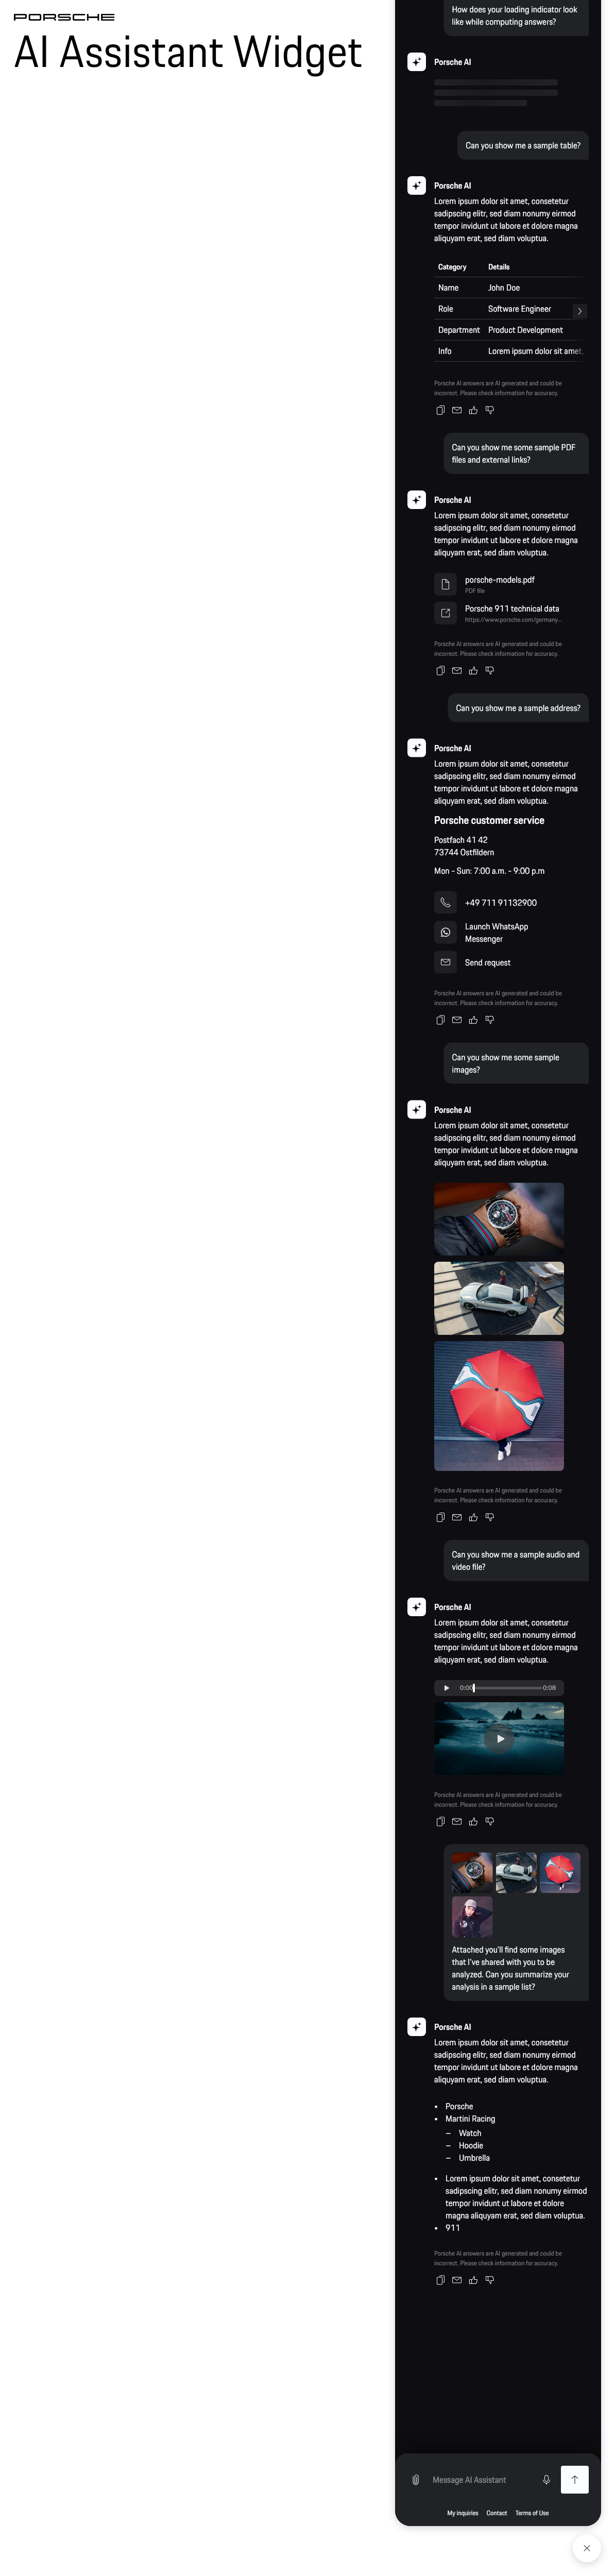 PORSCHE
AI Assistant Widget
How does your loading indicator look
like while computing answers?
Porsche AI
Can you show me a sample table?
Porsche AI
Lorem ipsum dolor sit amet, consetetur
sadipscing elitr, sed diam nonumy eirmod
tempor invidunt ut labore et dolore magna
aliquyam erat, sed diam voluptua.
Category Details
Name John Doe
Role Software Engineer
Department Product Development
Info Lorem ipsum dolor sit amet,
Porsche AI answers are AI generated and could be
incorrect. Please check information for accuracy.
Can you show me some sample PDF
files and external links?
Porsche AI
Lorem ipsum dolor sit amet, consetetur
sadipscing elitr, sed diam nonumy eirmod
tempor invidunt ut labore et dolore magna
aliquyam erat, sed diam voluptua.
porsche-models.pdf
PDF file
Porsche 911 technical data
https://www.porsche.com/germany...
Porsche AI answers are AI generated and could be
incorrect. Please check information for accuracy.
Can you show me a sample address?
Porsche AI
Lorem ipsum dolor sit amet, consetetur
sadipscing elitr, sed diam nonumy eirmod
tempor invidunt ut labore et dolore magna
aliquyam erat, sed diam voluptua.
Porsche customer service
Postfach 41 42
73744 Ostfildern
Mon - Sun: 7:00 a.m. - 9:00 p.m
+49 711 91132900
Launch WhatsApp
Messenger
Send request
Porsche AI answers are AI generated and could be
incorrect. Please check information for accuracy.
Can you show me some sample
images?
Porsche AI
Lorem ipsum dolor sit amet, consetetur
sadipscing elitr, sed diam nonumy eirmod
tempor invidunt ut labore et dolore magna
aliquyam erat, sed diam voluptua.
Porsche AI answers are AI generated and could be
incorrect. Please check information for accuracy.
Can you show me a sample audio and
video file?
Porsche AI
Lorem ipsum dolor sit amet, consetetur
sadipscing elitr, sed diam nonumy eirmod
tempor invidunt ut labore et dolore magna
aliquyam erat, sed diam voluptua.
0:00 0:08
Porsche AI answers are AI generated and could be
incorrect. Please check information for accuracy.
Attached you'll find some images
that I've shared with you to be
analyzed. Can you summarize your
analysis in a sample list?
Porsche AI
Lorem ipsum dolor sit amet, consetetur
sadipscing elitr, sed diam nonumy eirmod
tempor invidunt ut labore et dolore magna
aliquyam erat, sed diam voluptua.
• Porsche
• Martini Racing
– Watch
– Hoodie
– Umbrella
• Lorem ipsum dolor sit amet, consetetur
sadipscing elitr, sed diam nonumy eirmod
tempor invidunt ut labore et dolore
magna aliquyam erat, sed diam voluptua.
• 911
Porsche AI answers are AI generated and could be
incorrect. Please check information for accuracy.
Message AI Assistant
My inquiries Contact Terms of Use